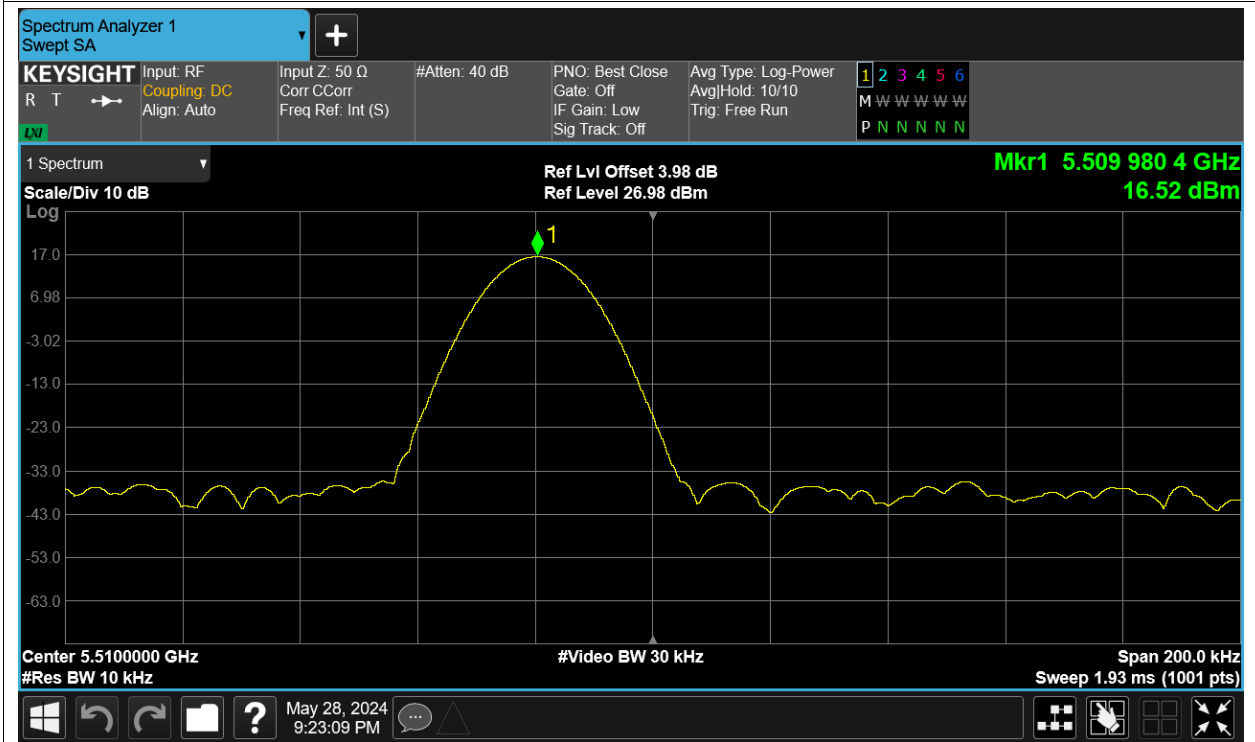 Spectrum Analyzer 1
Swept SA
+
KEYSIGHT
R T
LXI
Input: RF
Coupling: DC
Align: Auto
Input Z: 50 Ω
Corr CCorr
Freq Ref: Int (S)
#Atten: 40 dB
PNO: Best Close
Gate: Off
IF Gain: Low
Sig Track: Off
Avg Type: Log-Power
Avg|Hold: 10/10
Trig: Free Run
1 2 3 4 5 6
M W W W W W
P N N N N N
1 Spectrum
Scale/Div 10 dB
Log
Ref Lvl Offset 3.98 dB
Ref Level 26.98 dBm
Mkr1 5.509 980 4 GHz
16.52 dBm
1
17.0
6.98
-3.02
-13.0
-23.0
-33.0
-43.0
-53.0
-63.0
Center 5.5100000 GHz
#Res BW 10 kHz
#Video BW 30 kHz
Span 200.0 kHz
Sweep 1.93 ms (1001 pts)
?
May 28, 2024
9:23:09 PM